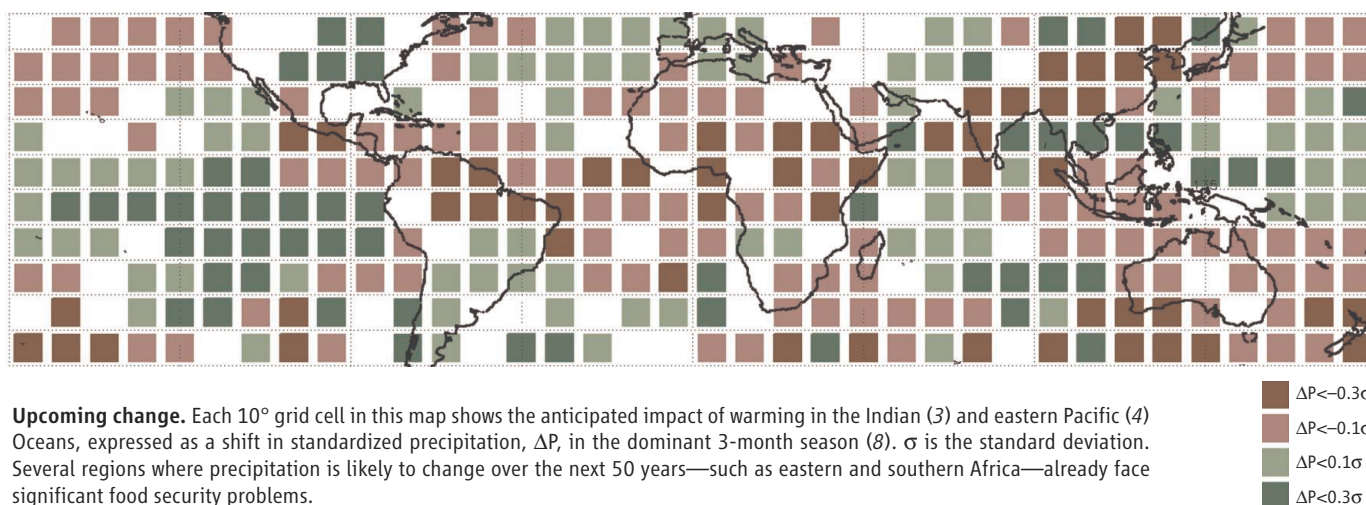 Upcoming change. Each 10° grid cell in this map shows the anticipated impact of warming in the Indian (3) and eastern Pacific (4)
Oceans, expressed as a shift in standardized precipitation, ΔP, in the dominant 3-month season (8). σ is the standard deviation.
Several regions where precipitation is likely to change over the next 50 years—such as eastern and southern Africa—already face
significant food security problems.
ΔP<–0.3σ
ΔP<–0.1σ
ΔP<0.1σ
ΔP<0.3σ